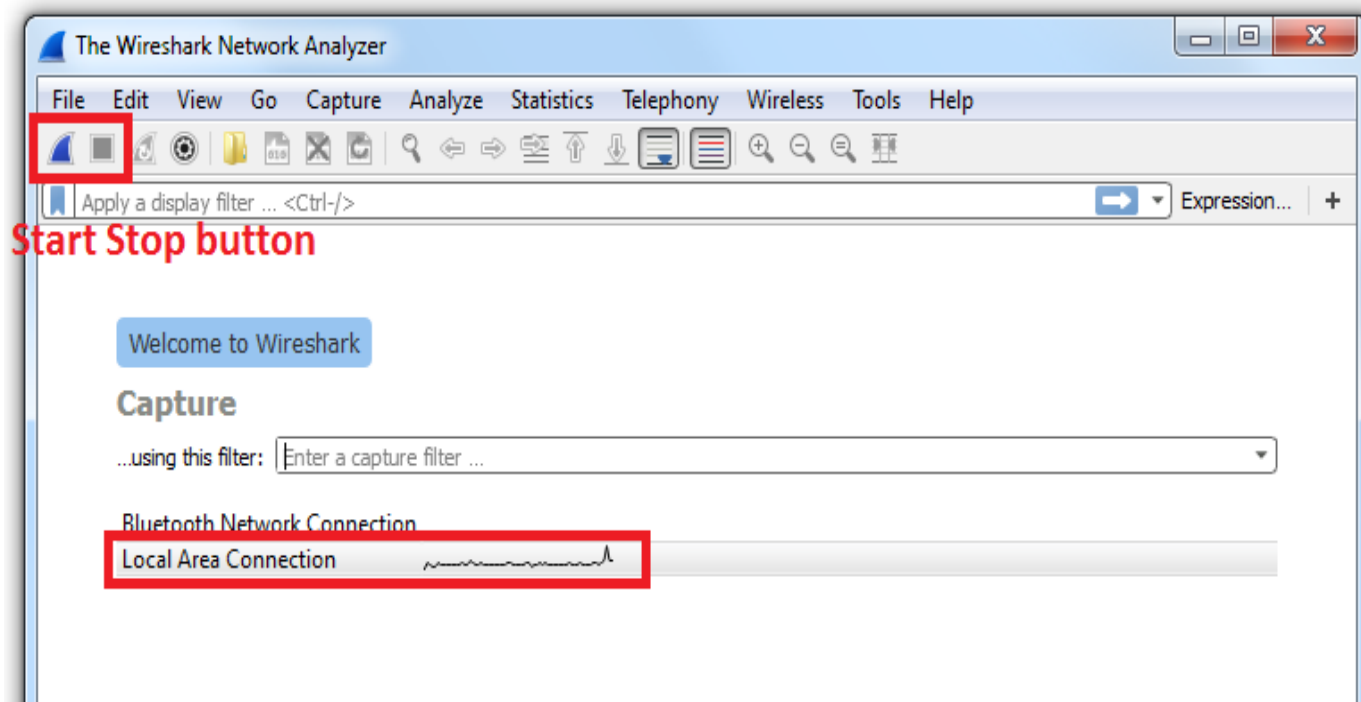 The Wireshark Network Analyzer
File Edit View Go Capture Analyze Statistics Telephony Wireless Tools Help
Apply a display filter ... <Ctrl-/> Expression... +
Start Stop button
Welcome to Wireshark
Capture
...using this filter: Enter a capture filter ...
Bluetooth Network Connection
Local Area Connection